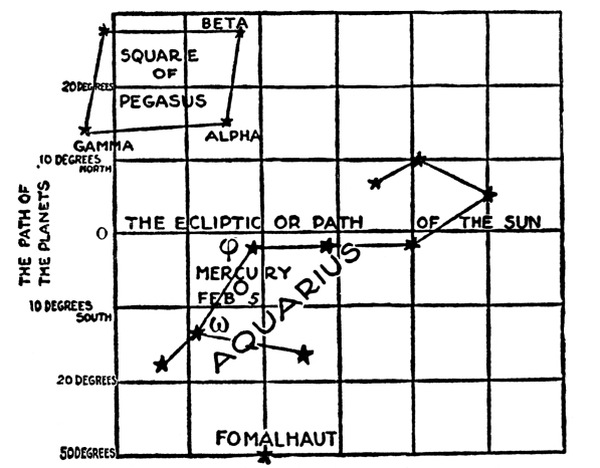 BETA
SQUARE
OF
PEGASUS
20 DEGREES
ALPHA
GAMMA
10 DEGREES
NORTH
THE PATH OF
THE PLANETS
THE ECLIPTIC OR PATH OF THE SUN
0
φ
MERCURY
FEB 5
AQUARIUS
10 DEGREES
SOUTH
ω
20 DEGREES
FOMALHAUT
50 DEGREES